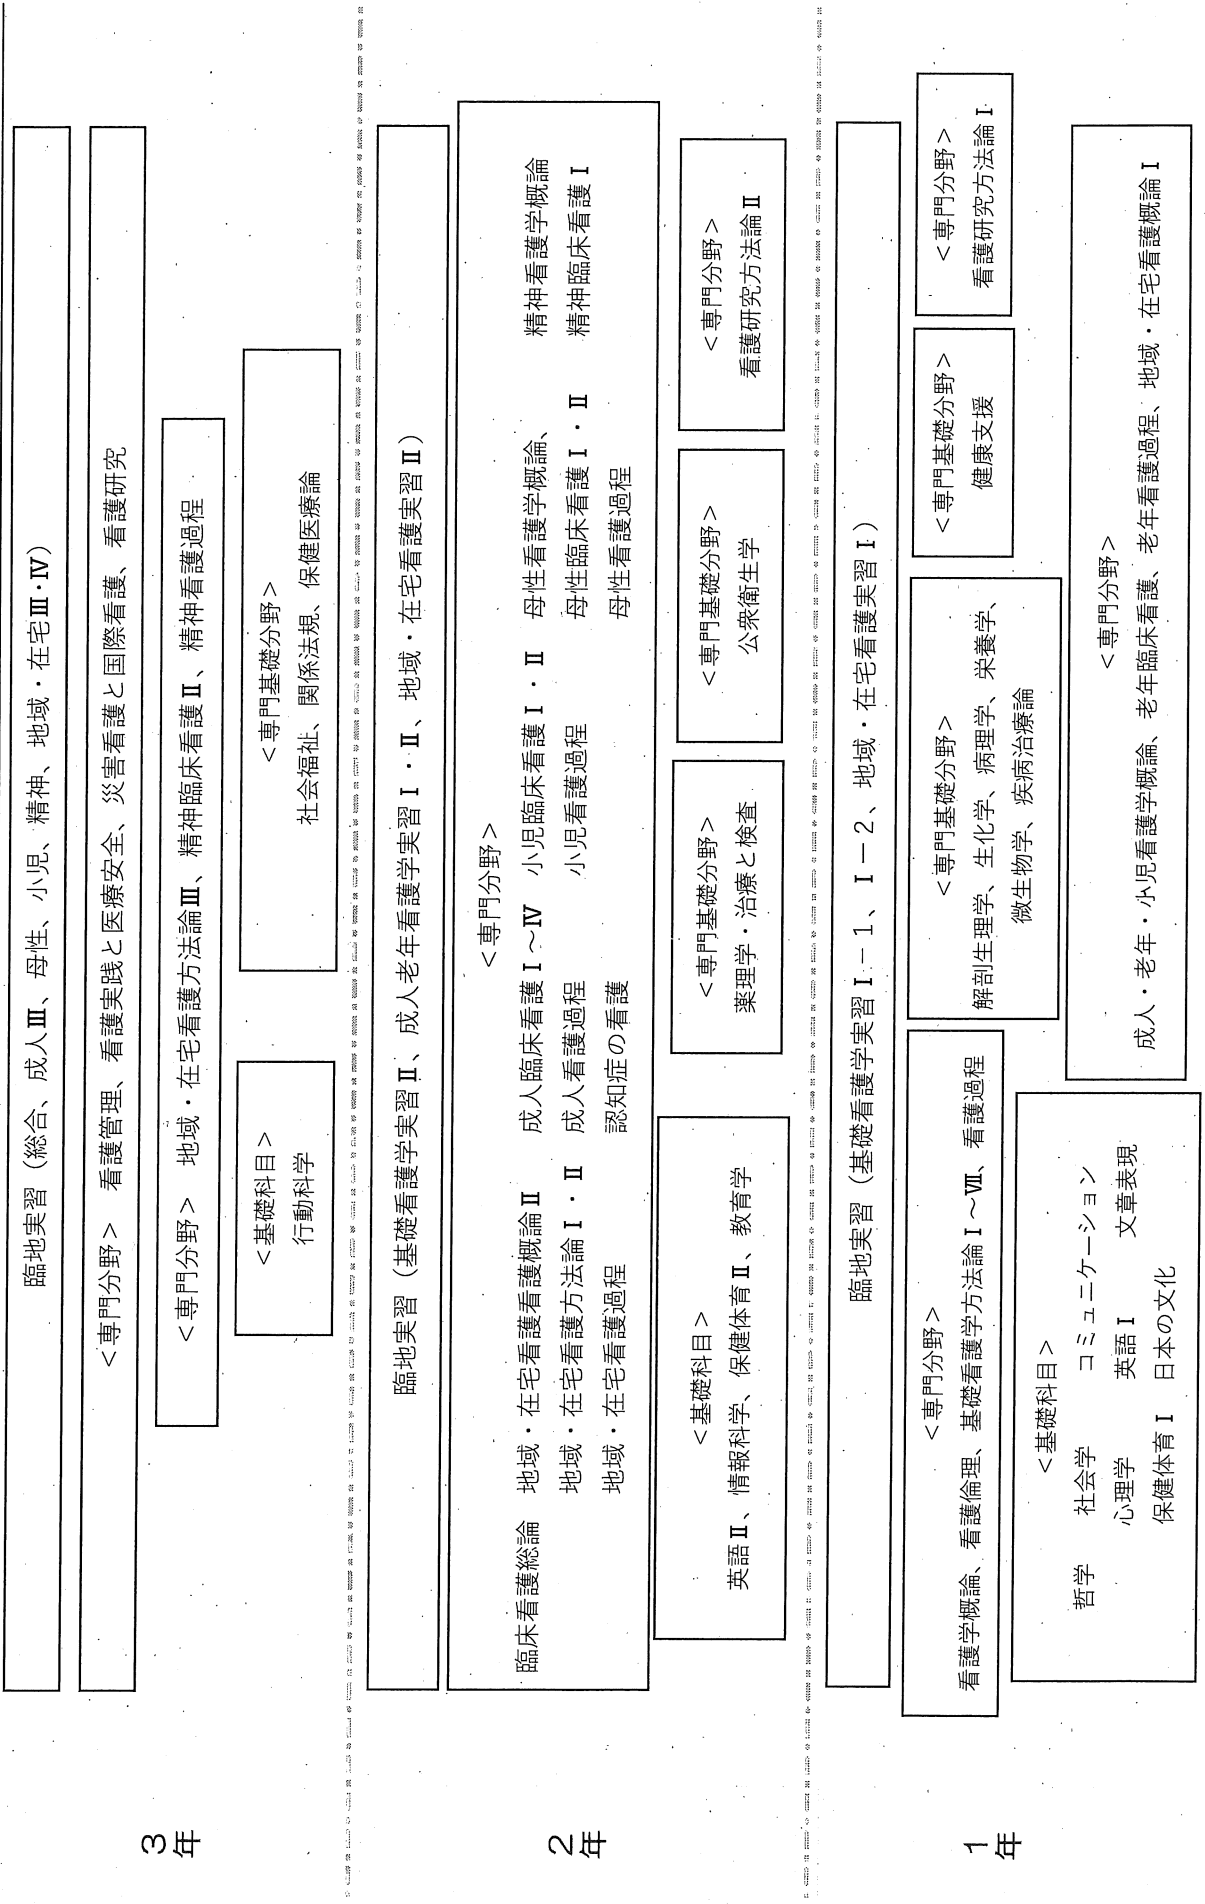 3年
臨地実習（総合、成人Ⅲ、母性、小児、精神、地域・在宅Ⅲ・Ⅳ）
＜専門分野＞ 看護管理、看護実践と医療安全、災害看護と国際看護、看護研究
＜専門分野＞ 地域・在宅看護方法論Ⅲ、精神臨床看護Ⅱ、精神看護過程
＜基礎科目＞
行動科学
＜専門基礎分野＞
社会福祉、関係法規、保健医療論
2年
臨地実習（基礎看護学実習Ⅱ、成人老年看護学実習Ⅰ・Ⅱ、地域・在宅看護実習Ⅱ）
＜専門分野＞
臨床看護総論 地域・在宅看護看護概論Ⅱ 成人臨床看護Ⅰ～Ⅳ 小児臨床看護Ⅰ・Ⅱ 母性看護学概論、 精神看護学概論
地域・在宅看護方法論Ⅰ・Ⅱ 成人看護過程 小児看護過程 母性臨床看護Ⅰ・Ⅱ 精神臨床看護Ⅰ
地域・在宅看護過程 認知症の看護 母性看護過程
＜基礎科目＞
英語Ⅱ、情報科学、保健体育Ⅱ、教育学
＜専門基礎分野＞
薬理学・治療と検査
＜専門基礎分野＞
公衆衛生学
＜専門分野＞
看護研究方法論Ⅱ
1年
臨地実習（基礎看護学実習Ⅰ－1、Ⅰ－2、地域・在宅看護実習Ⅰ）
＜専門分野＞
看護学概論、看護倫理、基礎看護学方法論Ⅰ～Ⅶ、看護過程
＜専門基礎分野＞
解剖生理学、生化学、病理学、栄養学、
微生物学、疾病治療論
＜専門基礎分野＞
健康支援
＜専門分野＞
看護研究方法論Ⅰ
＜基礎科目＞
哲学 社会学 コミュニケーション
心理学 英語Ⅰ 文章表現
保健体育Ⅰ 日本の文化
＜専門分野＞
成人・老年・小児看護学概論、老年臨床看護、老年看護過程、地域・在宅看護概論Ⅰ